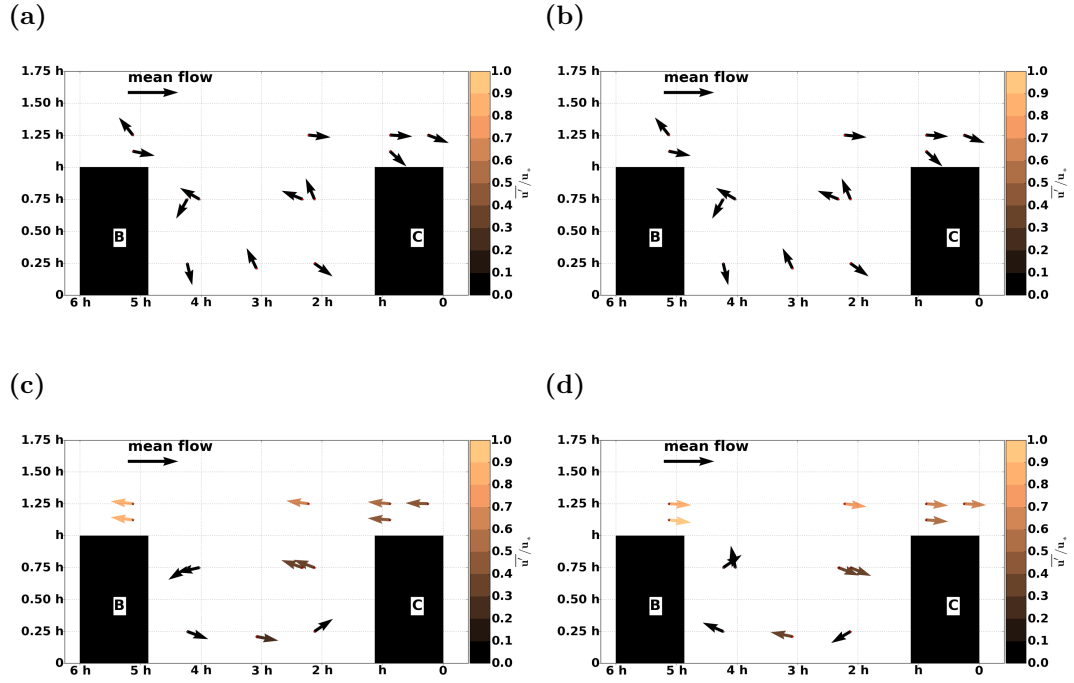 (a)
(b)
1.75 h
1.50 h
1.25 h
h
0.75 h
0.50 h
0.25 h
0
mean flow
B
C
6 h 5 h 4 h 3 h 2 h h 0
1.0
0.9
0.8
0.7
0.6
0.5
0.4
0.3
0.2
0.1
0.0
u'/u*
1.75 h
1.50 h
1.25 h
h
0.75 h
0.50 h
0.25 h
0
mean flow
B
C
6 h 5 h 4 h 3 h 2 h h 0
1.0
0.9
0.8
0.7
0.6
0.5
0.4
0.3
0.2
0.1
0.0
u'/u*
(c)
(d)
1.75 h
1.50 h
1.25 h
h
0.75 h
0.50 h
0.25 h
0
mean flow
B
C
6 h 5 h 4 h 3 h 2 h h 0
1.0
0.9
0.8
0.7
0.6
0.5
0.4
0.3
0.2
0.1
0.0
u'/u*
1.75 h
1.50 h
1.25 h
h
0.75 h
0.50 h
0.25 h
0
mean flow
B
C
6 h 5 h 4 h 3 h 2 h h 0
1.0
0.9
0.8
0.7
0.6
0.5
0.4
0.3
0.2
0.1
0.0
u'/u*